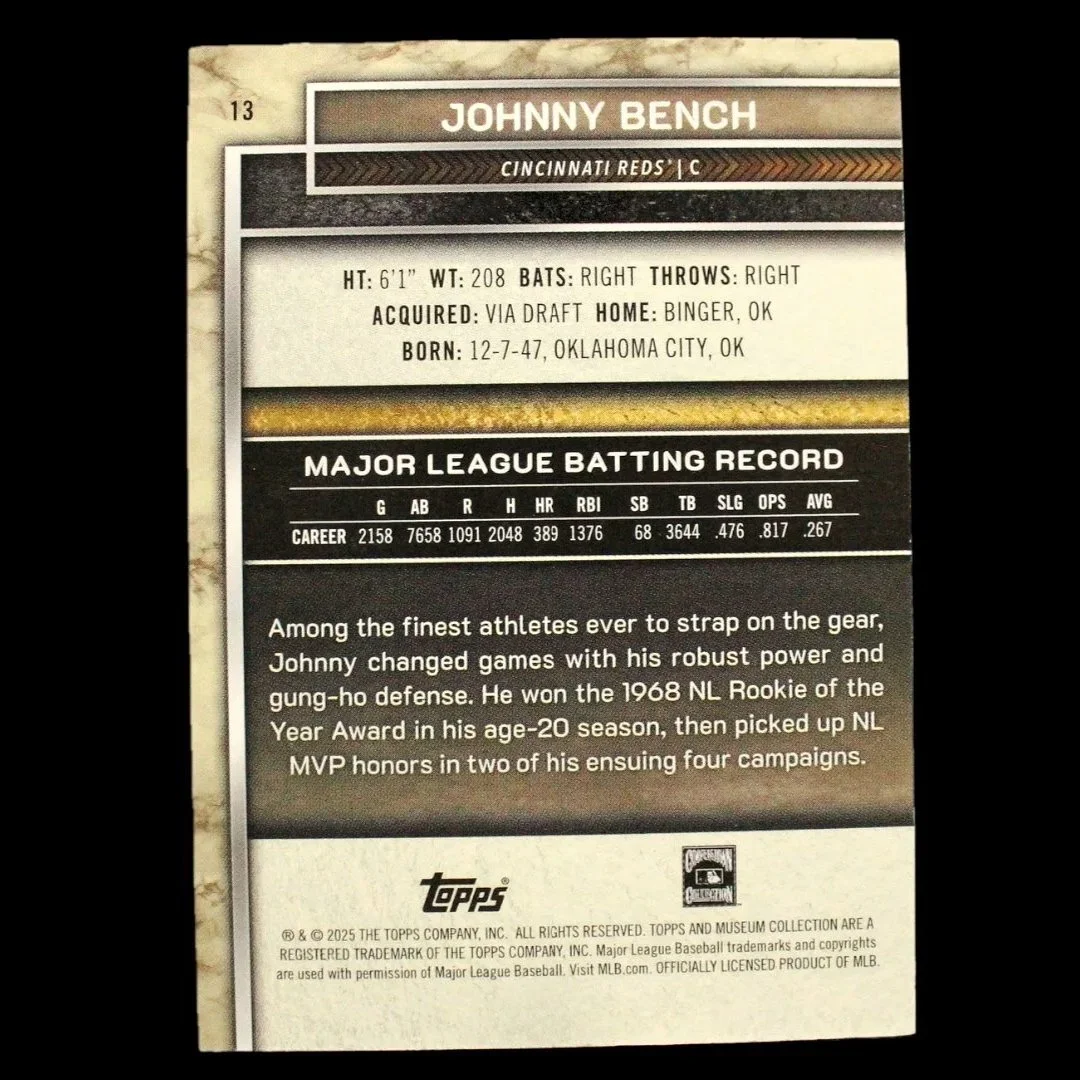 13
JOHNNY BENCH
CINCINNATI REDS® | C
HT: 6'1" WT: 208 BATS: RIGHT THROWS: RIGHT
ACQUIRED: VIA DRAFT HOME: BINGER, OK
BORN: 12-7-47, OKLAHOMA CITY, OK
MAJOR LEAGUE BATTING RECORD
G AB R H HR RBI SB TB SLG OPS AVG
CAREER 2158 7658 1091 2048 389 1376 68 3644 .476 .817 .267
Among the finest athletes ever to strap on the gear,
Johnny changed games with his robust power and
gung-ho defense. He won the 1968 NL Rookie of the
Year Award in his age-20 season, then picked up NL
MVP honors in two of his ensuing four campaigns.
topps®
COOPERSTOWN
COLLECTION
® & © 2025 THE TOPPS COMPANY, INC. ALL RIGHTS RESERVED. TOPPS AND MUSEUM COLLECTION ARE A
REGISTERED TRADEMARK OF THE TOPPS COMPANY, INC. Major League Baseball trademarks and copyrights
are used with permission of Major League Baseball. Visit MLB.com. OFFICIALLY LICENSED PRODUCT OF MLB.